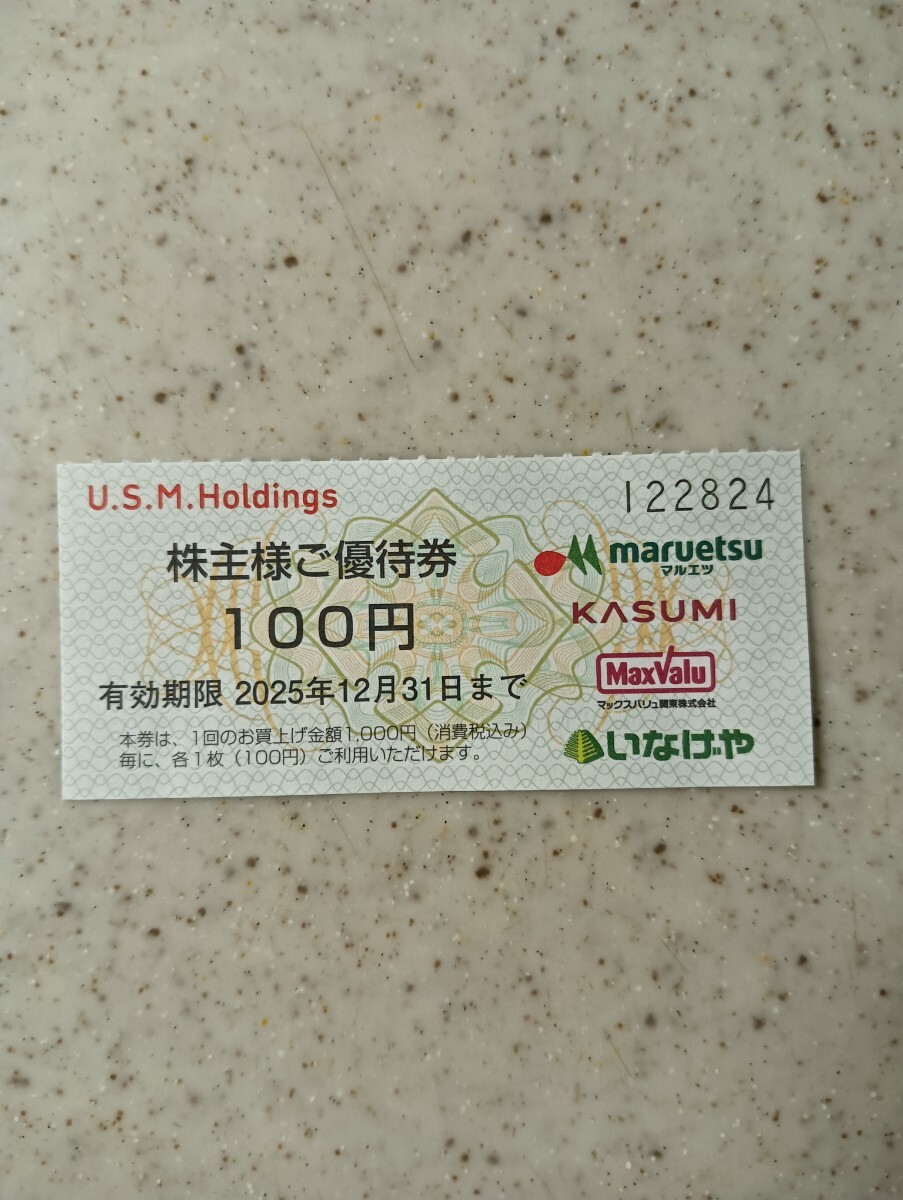 U.S.M.Holdings
122824
株主様ご優待券
100円
有効期限 2025年12月31日まで
本券は、1回のお買上げ金額1,000円（消費税込み）
毎に、各1枚（100円）ご利用いただけます。
maruetsu
マルエツ
KASUMI
MaxValu
マックスバリュ関東株式会社
いなげや